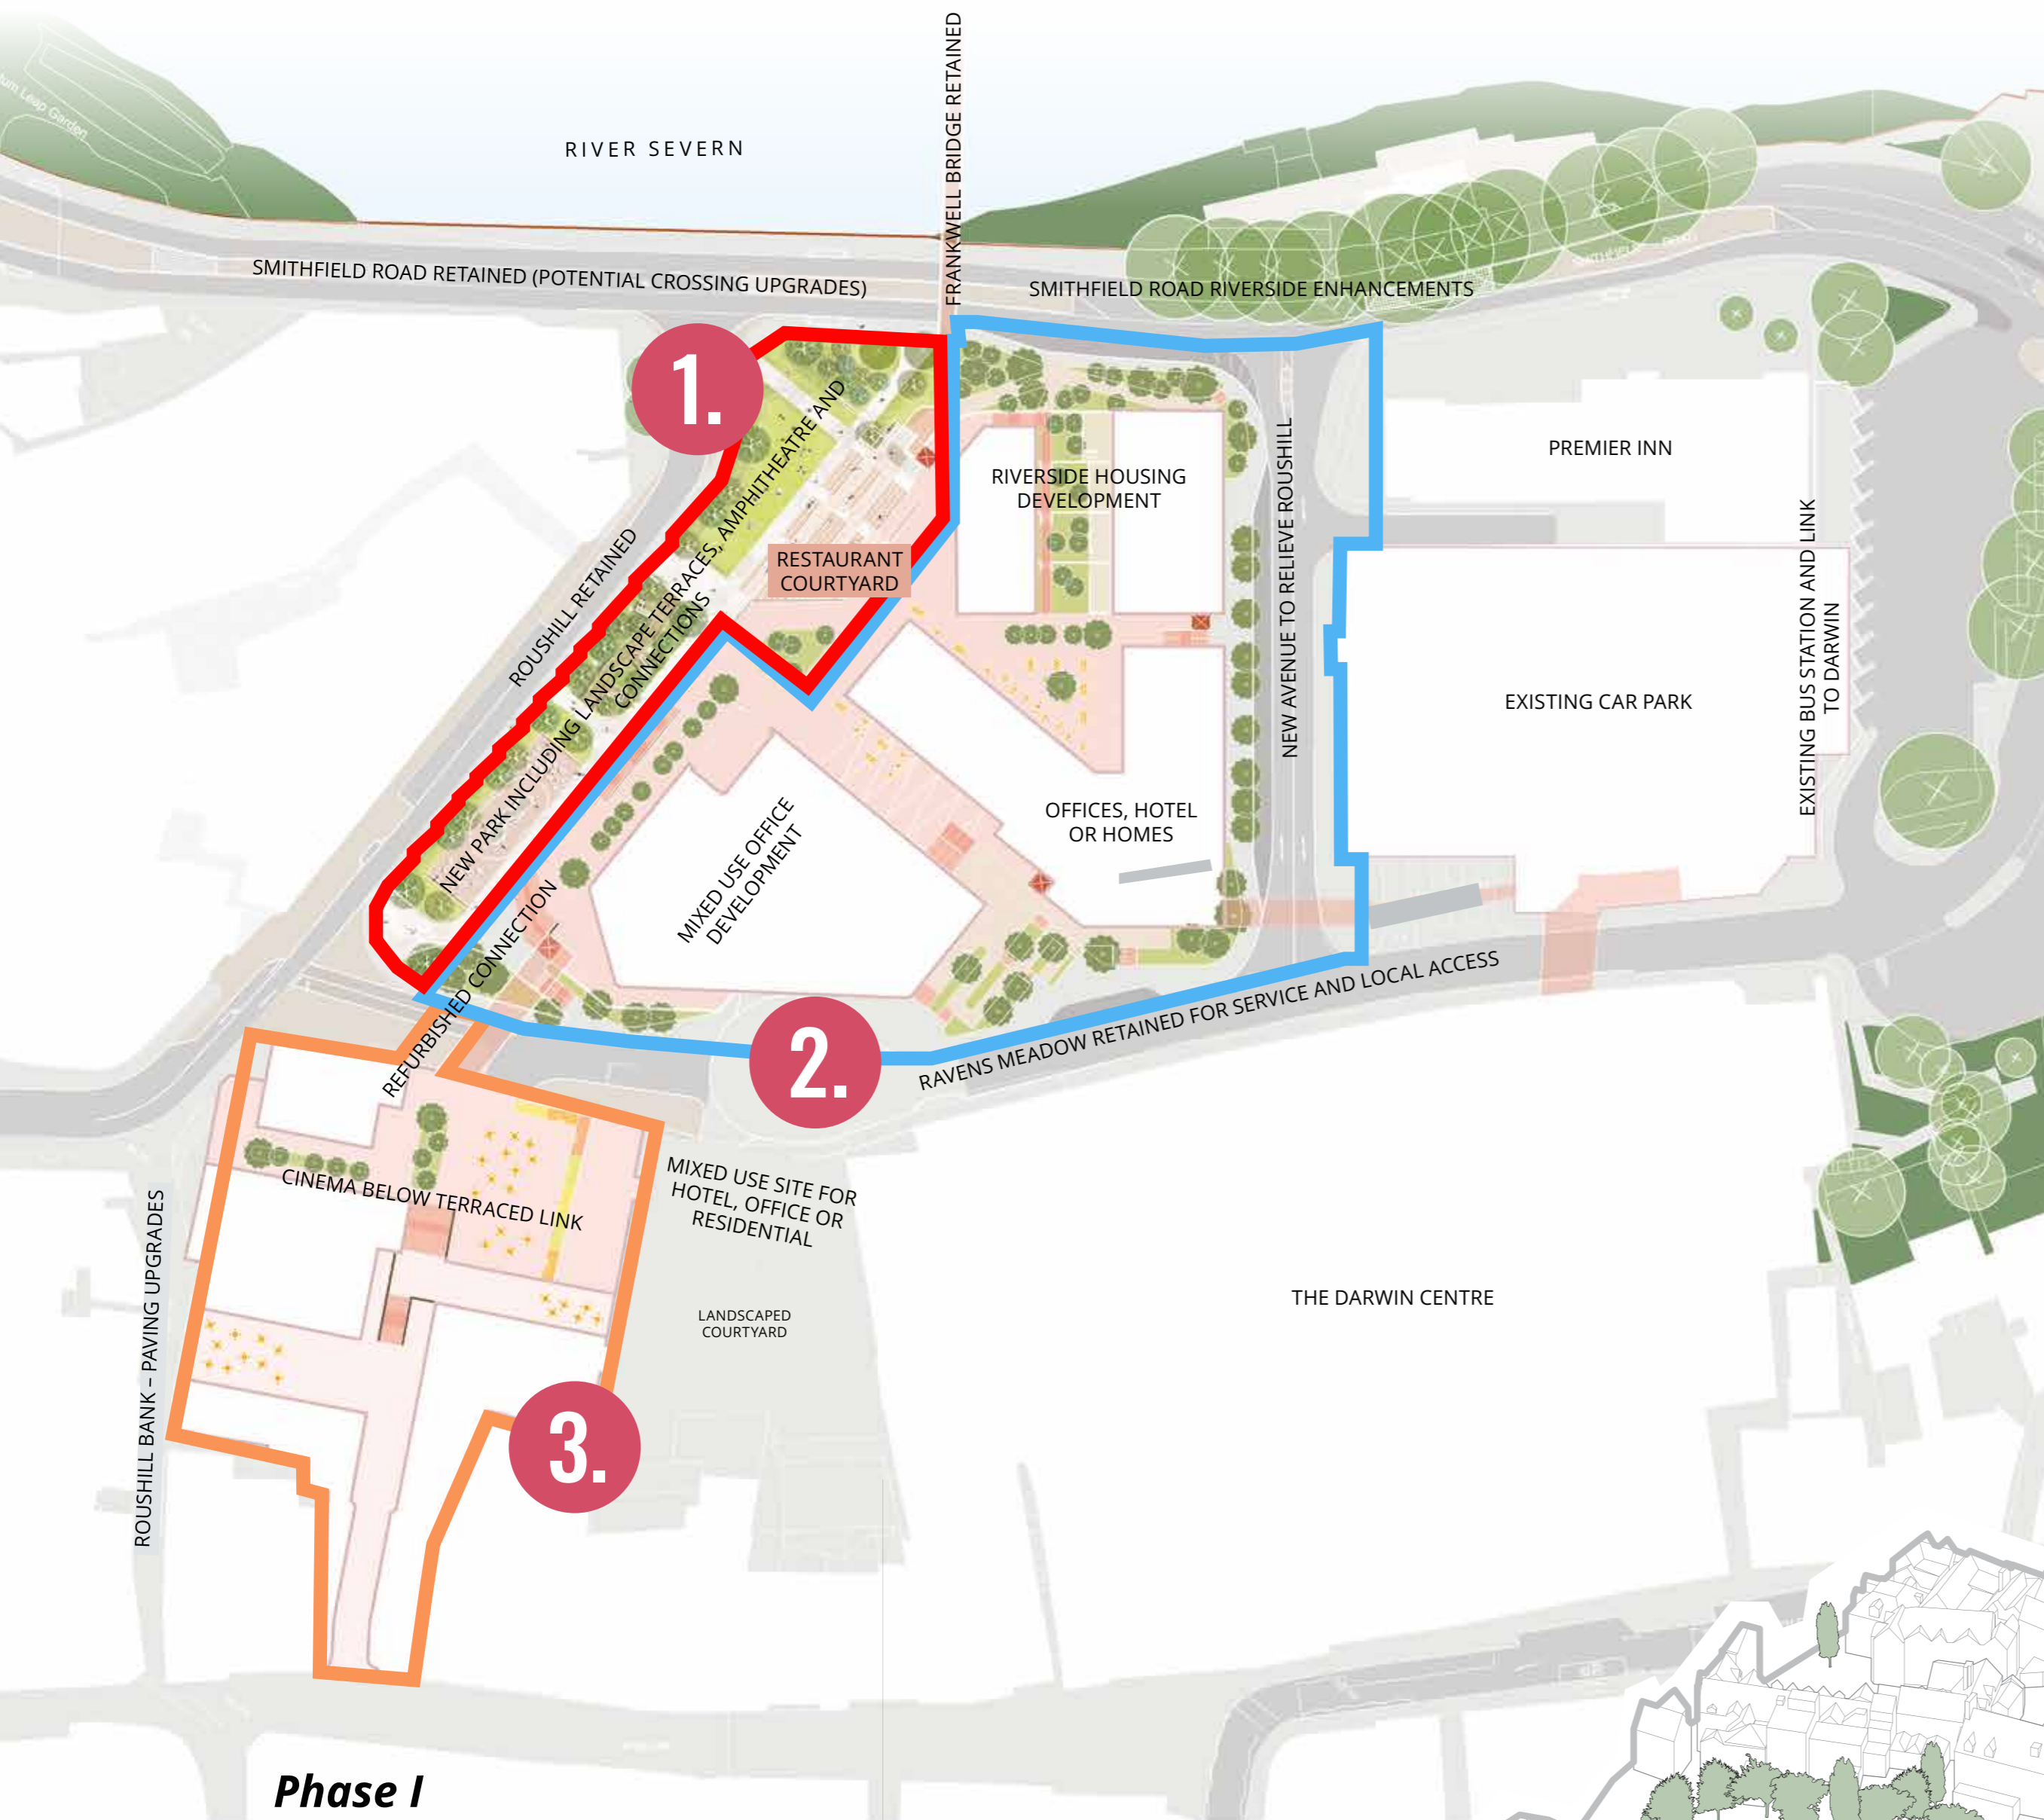 um Leap Garden
RIVER SEVERN
FRANKWELL BRIDGE RETAINED
SMITHFIELD ROAD RETAINED (POTENTIAL CROSSING UPGRADES)
SMITHFIELD ROAD RIVERSIDE ENHANCEMENTS
1.
NEW PARK INCLUDING LANDSCAPE TERRACES, AMPHITHEATRE AND
CONNECTIONS
ROUSHILL RETAINED
RESTAURANT
COURTYARD
RIVERSIDE HOUSING
DEVELOPMENT
NEW AVENUE TO RELIEVE ROUSHILL
PREMIER INN
EXISTING BUS STATION AND LINK
TO DARWIN
EXISTING CAR PARK
MIXED USE OFFICE
DEVELOPMENT
OFFICES, HOTEL
OR HOMES
REFURBISHED CONNECTION
2.
RAVENS MEADOW RETAINED FOR SERVICE AND LOCAL ACCESS
CINEMA BELOW TERRACED LINK
MIXED USE SITE FOR
HOTEL, OFFICE OR
RESIDENTIAL
LANDSCAPED
COURTYARD
THE DARWIN CENTRE
ROUSHILL BANK – PAVING UPGRADES
3.
Phase I